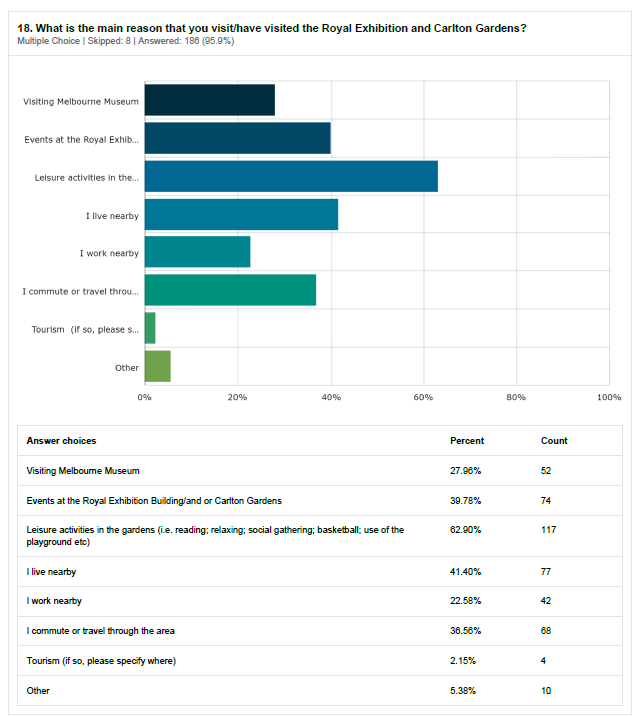 18. What is the main reason that you visit/have visited the Royal Exhibition and Carlton Gardens?
Multiple Choice | Skipped: 8 | Answered: 186 (95.9%)
Visiting Melbourne Museum
Events at the Royal Exhib...
Leisure activities in the...
I live nearby
I work nearby
I commute or travel throu...
Tourism (if so, please s...
Other
0% 20% 40% 60% 80% 100%
Answer choices Percent Count
Visiting Melbourne Museum 27.96% 52
Events at the Royal Exhibition Building/and or Carlton Gardens 39.78% 74
Leisure activities in the gardens (i.e. reading; relaxing; social gathering; basketball; use of the 62.90% 117
playground etc)
I live nearby 41.40% 77
I work nearby 22.58% 42
I commute or travel through the area 36.56% 68
Tourism (if so, please specify where) 2.15% 4
Other 5.38% 10